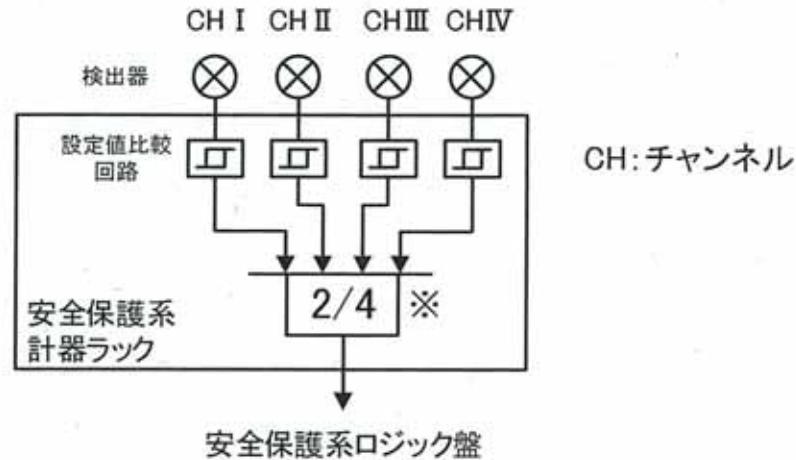 CH I CH II CH III CH IV
検出器
設定値比較
回路
CH:チャンネル
2/4 ※
安全保護系
計器ラック
安全保護系ロジック盤